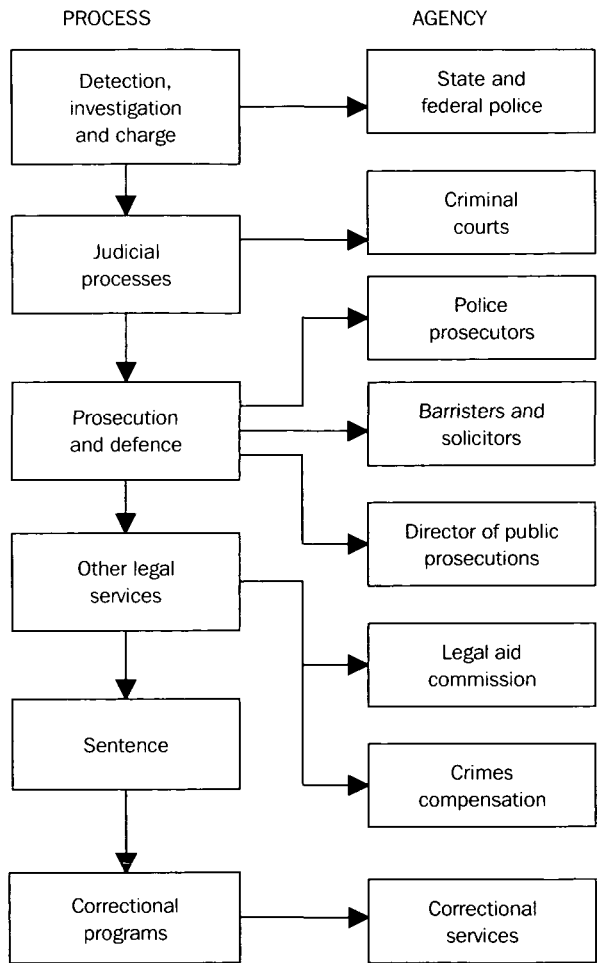 PROCESS
AGENCY
Detection,
investigation
and charge
State and
federal police
Judicial
processes
Criminal
courts
Police
prosecutors
Prosecution
and defence
Barristers and
solicitors
Director of public
prosecutions
Other legal
services
Legal aid
commission
Sentence
Crimes
compensation
Correctional
programs
Correctional
services